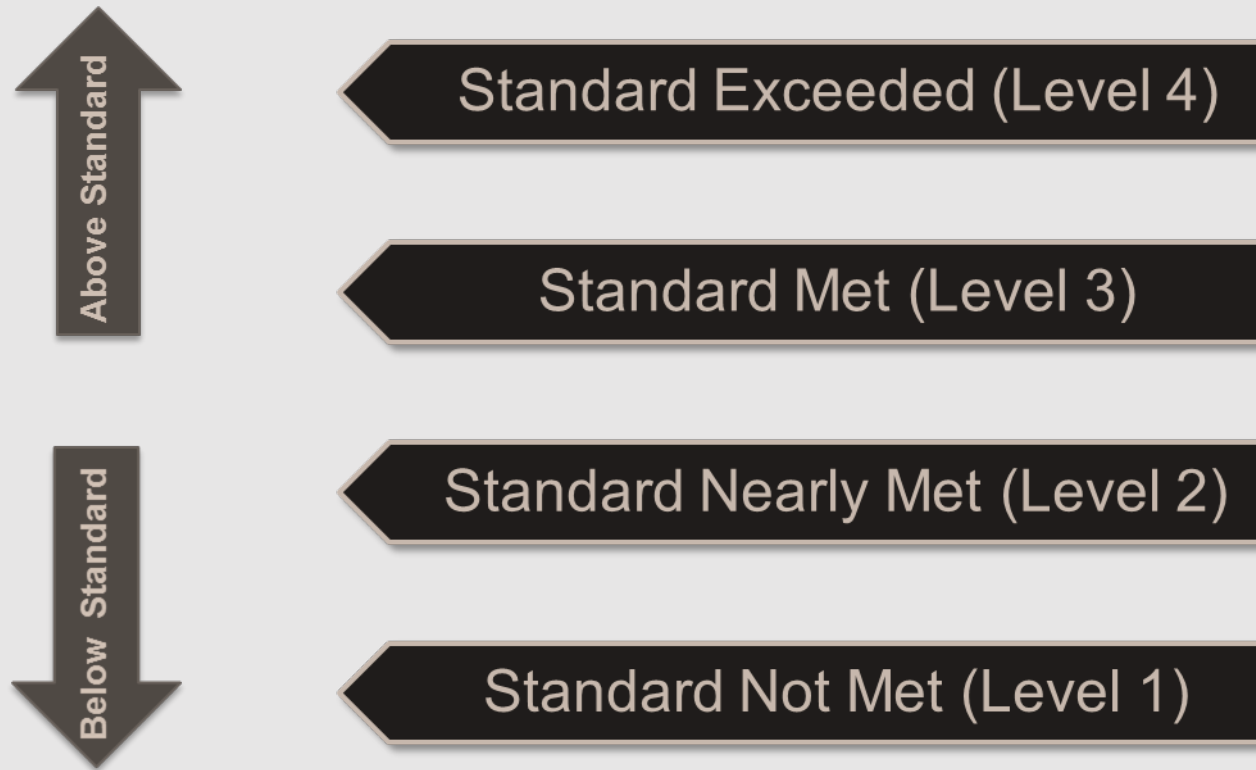 Above Standard
Standard Exceeded (Level 4)
Standard Met (Level 3)
Below Standard
Standard Nearly Met (Level 2)
Standard Not Met (Level 1)